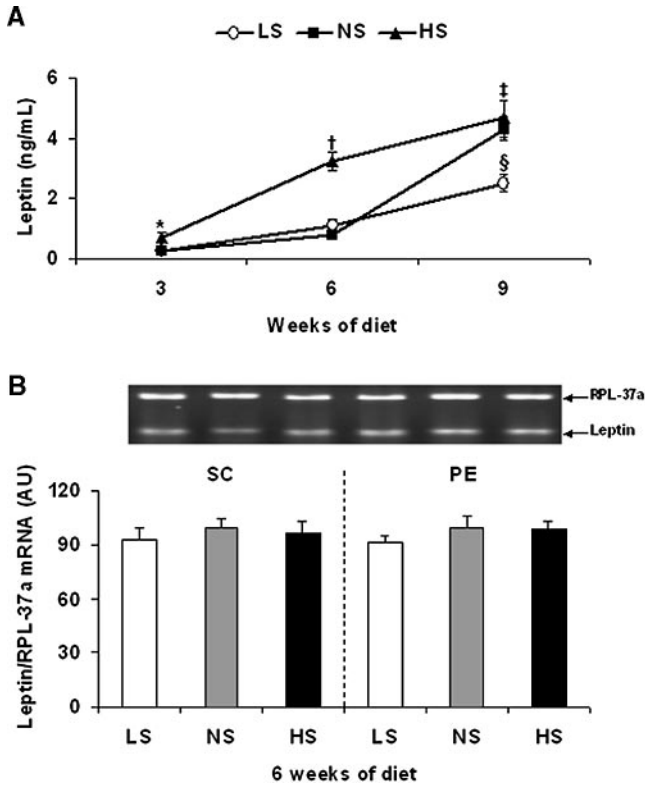 A
LS NS HS
6
4
2
0
Leptin (ng/mL)
*
†
‡
§
3 6 9
Weeks of diet
B
RPL-37a
Leptin
SC PE
120
90
60
30
0
Leptin/RPL-37a mRNA (AU)
LS NS HS LS NS HS
6 weeks of diet